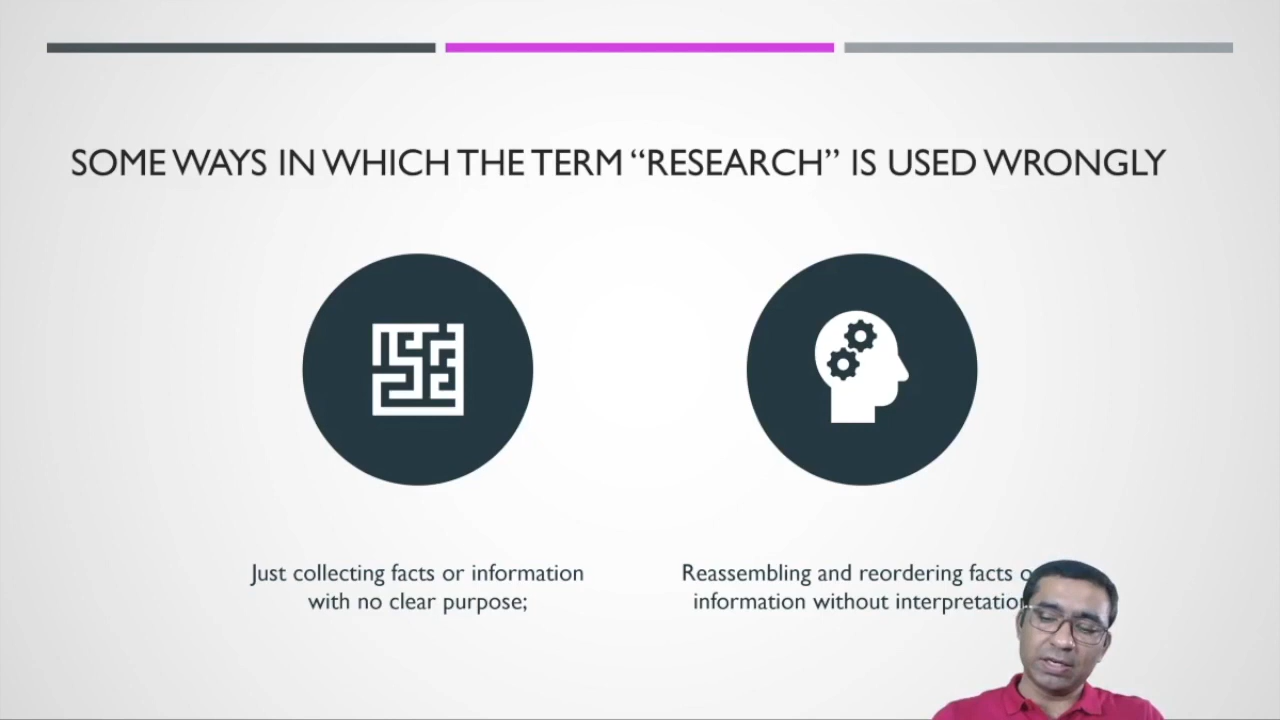 SOME WAYS IN WHICH THE TERM “RESEARCH” IS USED WRONGLY
Just collecting facts or information
with no clear purpose;
Reassembling and reordering facts
information without interpretation